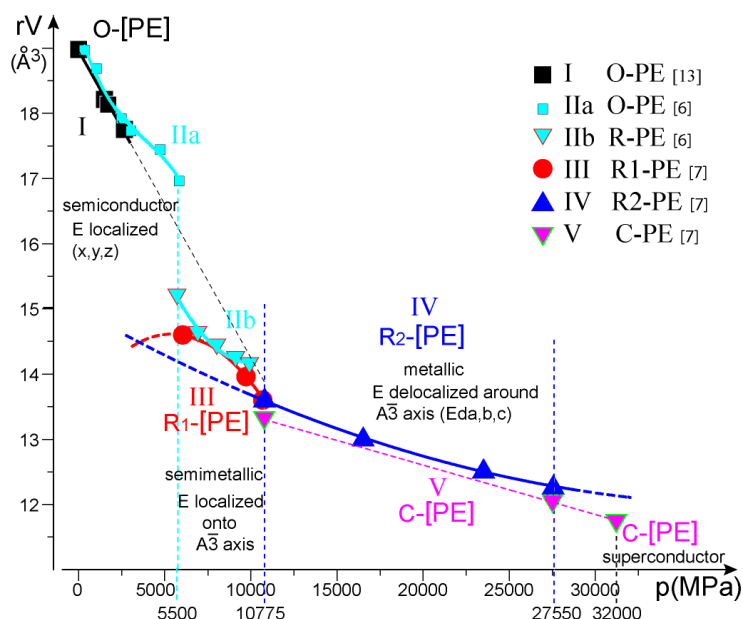 rV
(Å³)
O-[PE]
18
17
16
15
14
13
12
I
IIa
semiconductor
E localized
(x,y,z)
I O-PE [13]
IIa O-PE [6]
IIb R-PE [6]
III R1-PE [7]
IV R2-PE [7]
V C-PE [7]
IIb
IV
R2-[PE]
metallic
E delocalized around
A3̅ axis (Eda,b,c)
III
R1-[PE]
semimetallic
E localized
onto
A3̅ axis
V
C-[PE]
C-[PE]
superconductor
0 5000 10000 15000 20000 25000 30000 p(MPa)
5500 10775 27550 32000